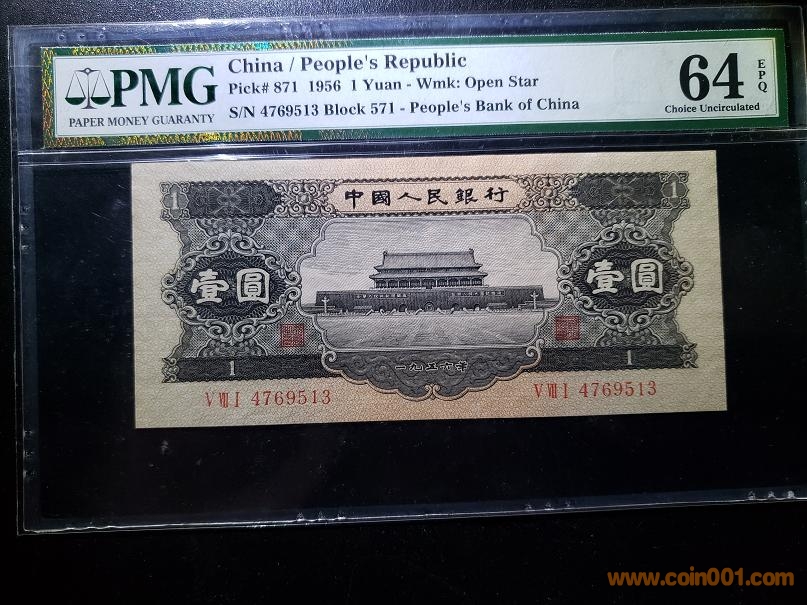 PMG
PAPER MONEY GUARANTY
China / People's Republic
Pick# 871 1956 1 Yuan - Wmk: Open Star
S/N 4769513 Block 571 - People's Bank of China
64
EPQ
Choice Uncirculated
1
中國人民銀行
1
壹圓
壹圓
1
一九五六年
1
V VII I 4769513
V VII I 4769513
www.coin001.com